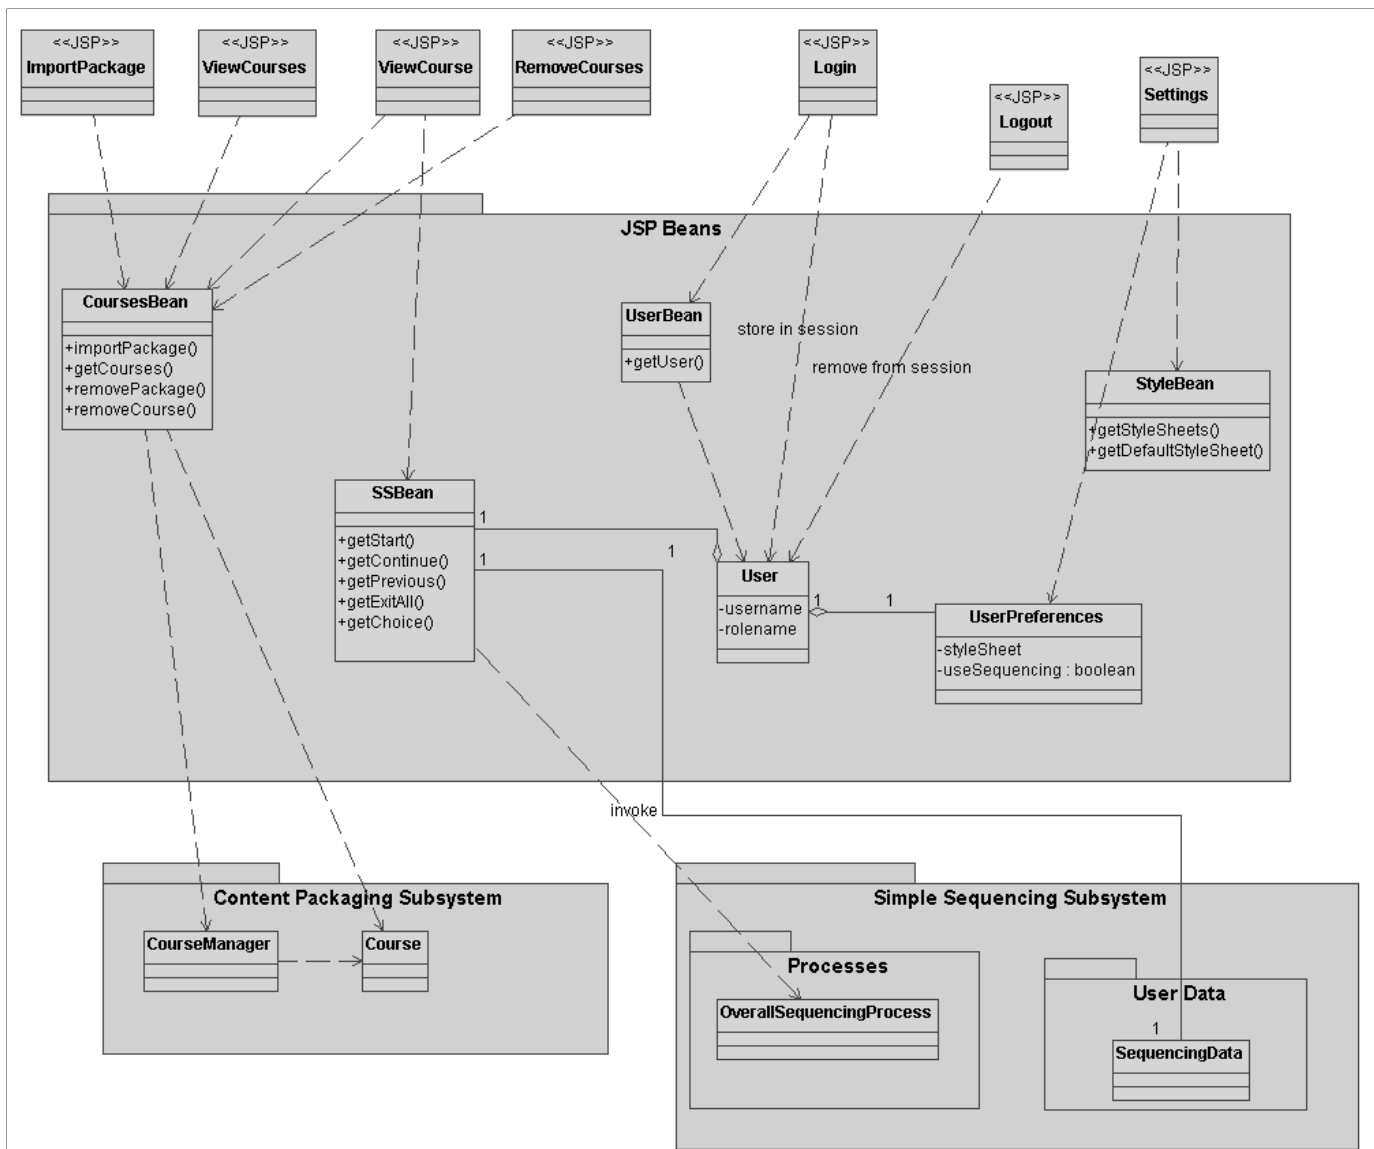 <<JSP>>
ImportPackage
<<JSP>>
ViewCourses
<<JSP>>
ViewCourse
<<JSP>>
RemoveCourses
<<JSP>>
Login
<<JSP>>
Logout
<<JSP>>
Settings
JSP Beans
CoursesBean
+importPackage()
+getCourses()
+removePackage()
+removeCourse()
UserBean
+getUser()
store in session
remove from session
StyleBean
+getStyleSheets()
+getDefaultStyleSheet()
SSBean
+getStart()
+getContinue()
+getPrevious()
+getExitAll()
+getChoice()
1
1
1
User
-username
-rolename
1
1
UserPreferences
-styleSheet
-useSequencing : boolean
invoke
Content Packaging Subsystem
CourseManager
Course
Simple Sequencing Subsystem
Processes
OverallSequencingProcess
User Data
1
SequencingData